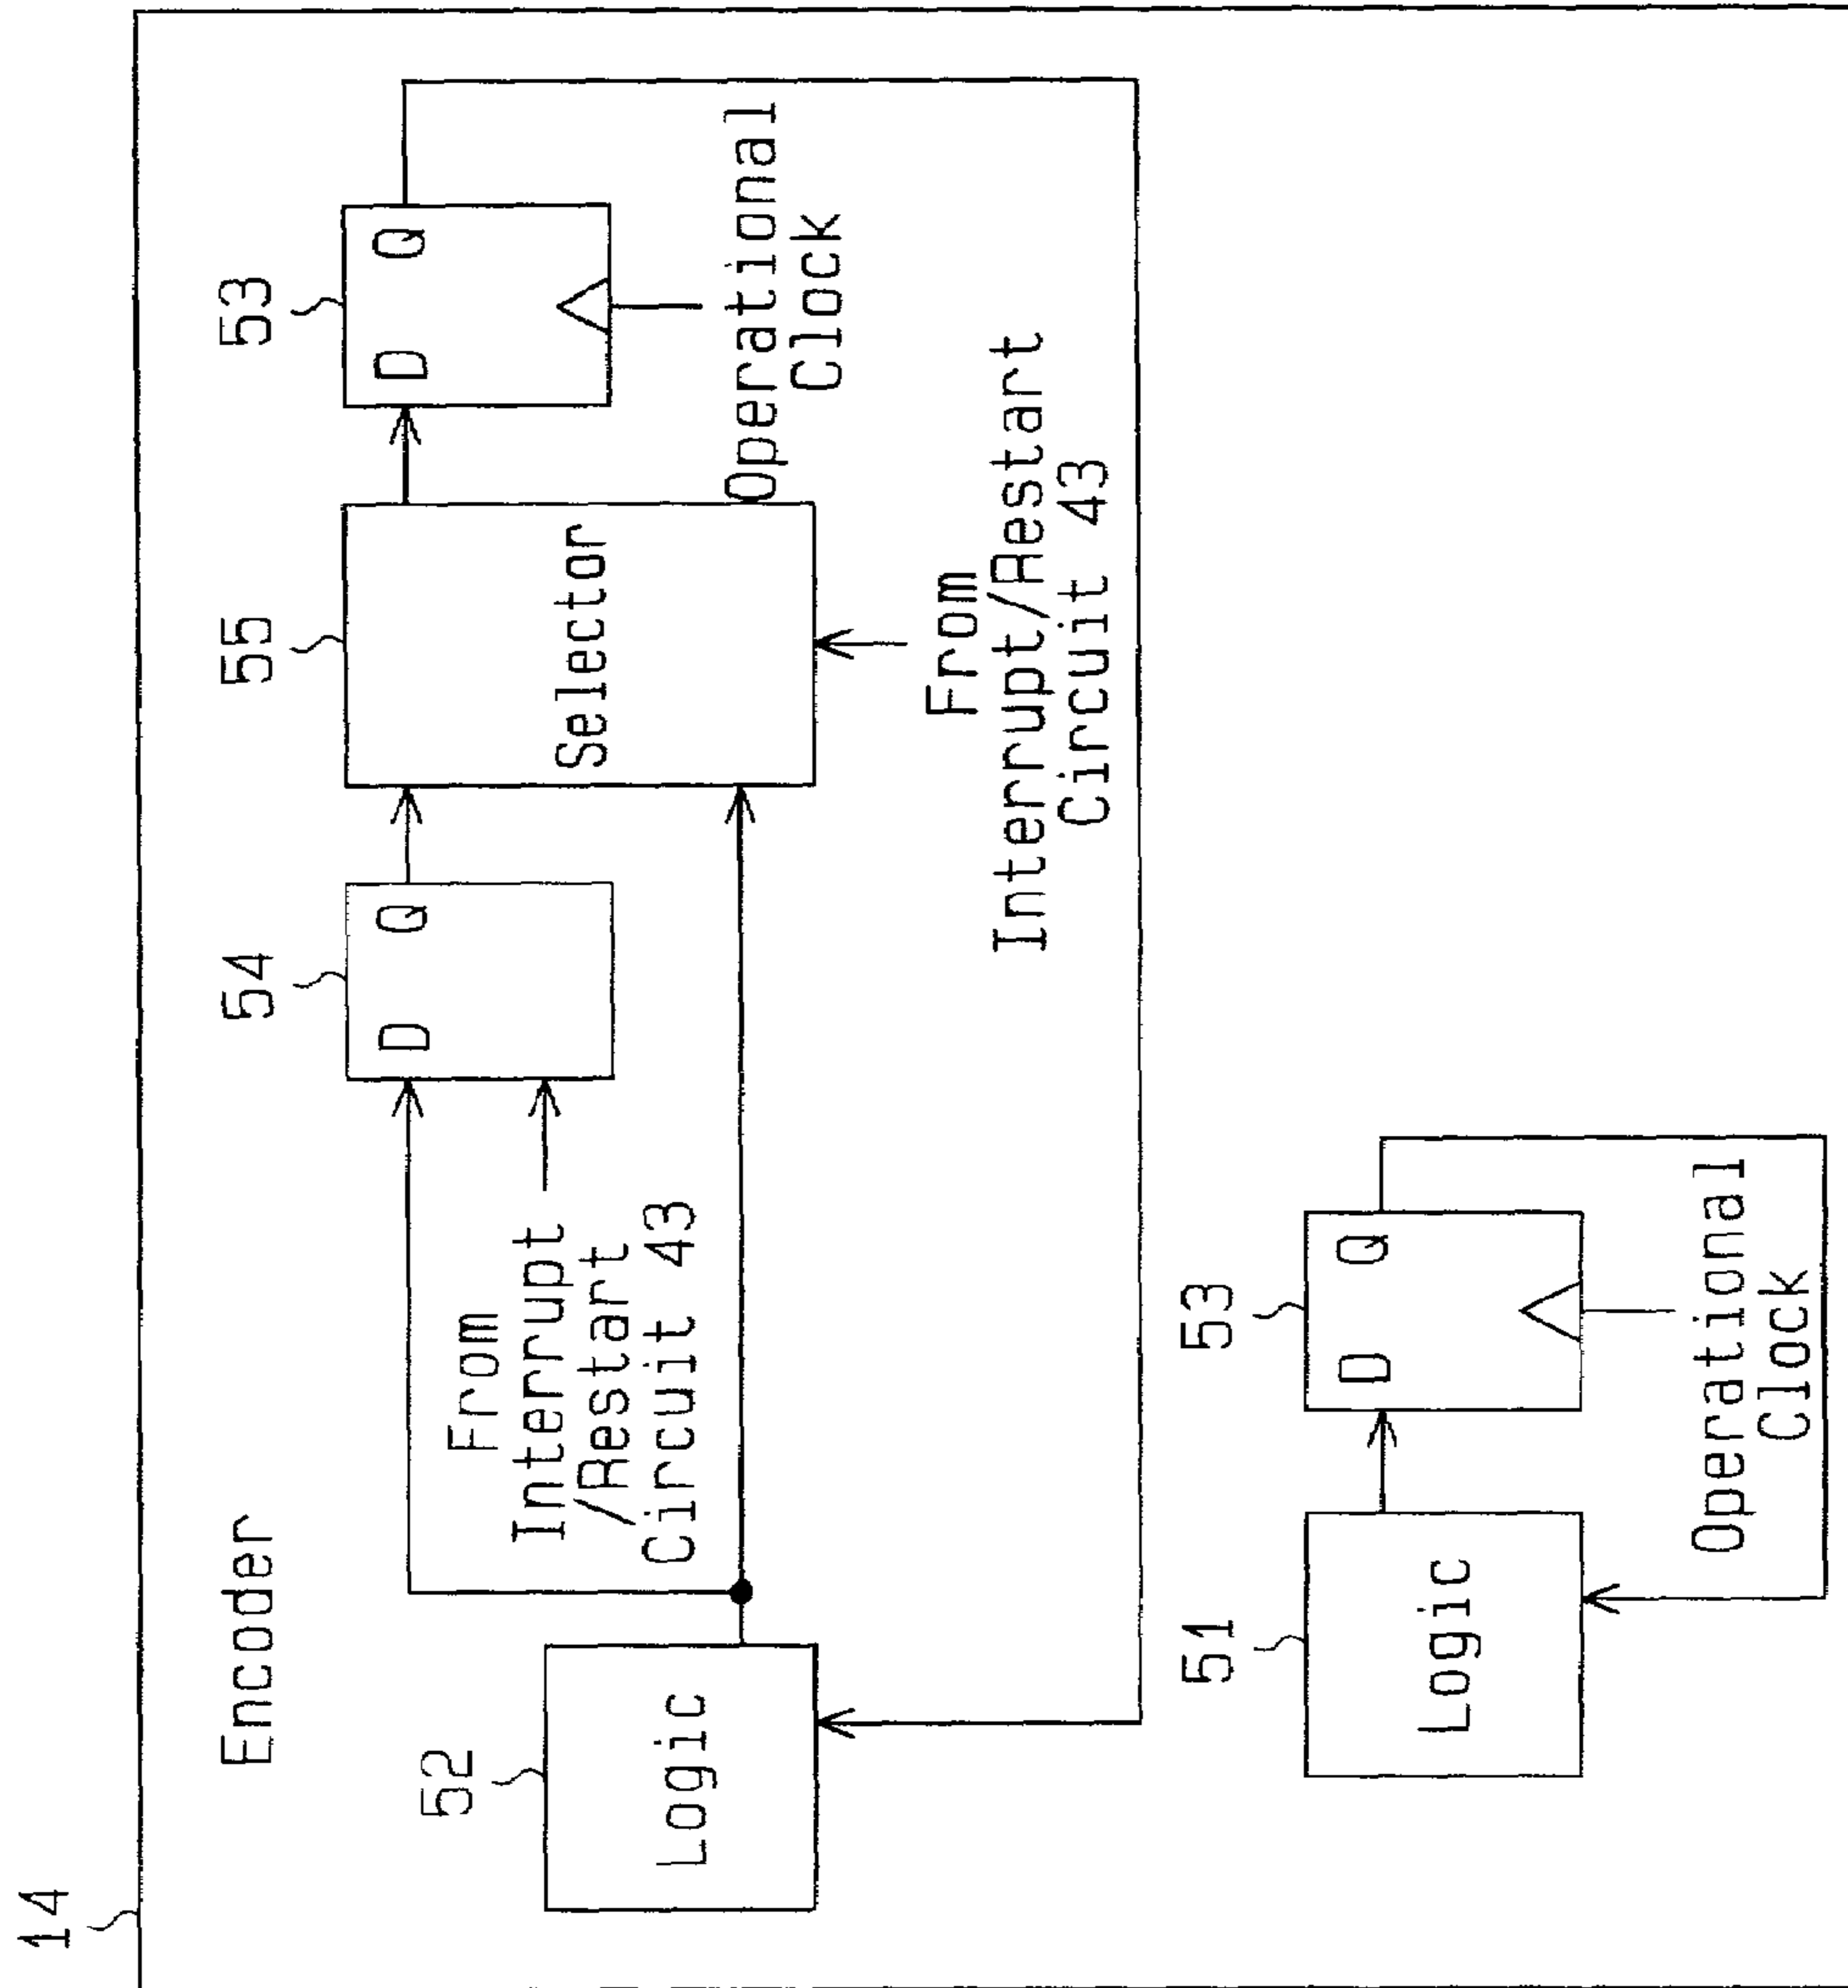 14
Encoder
54
55
53
D Q
D Q
52
From
Interrupt
/Restart
Circuit 43
Selector
Operational
Clock
Logic
From
Interrupt/Restart
Circuit 43
51
53
Logic
D Q
Operational
Clock